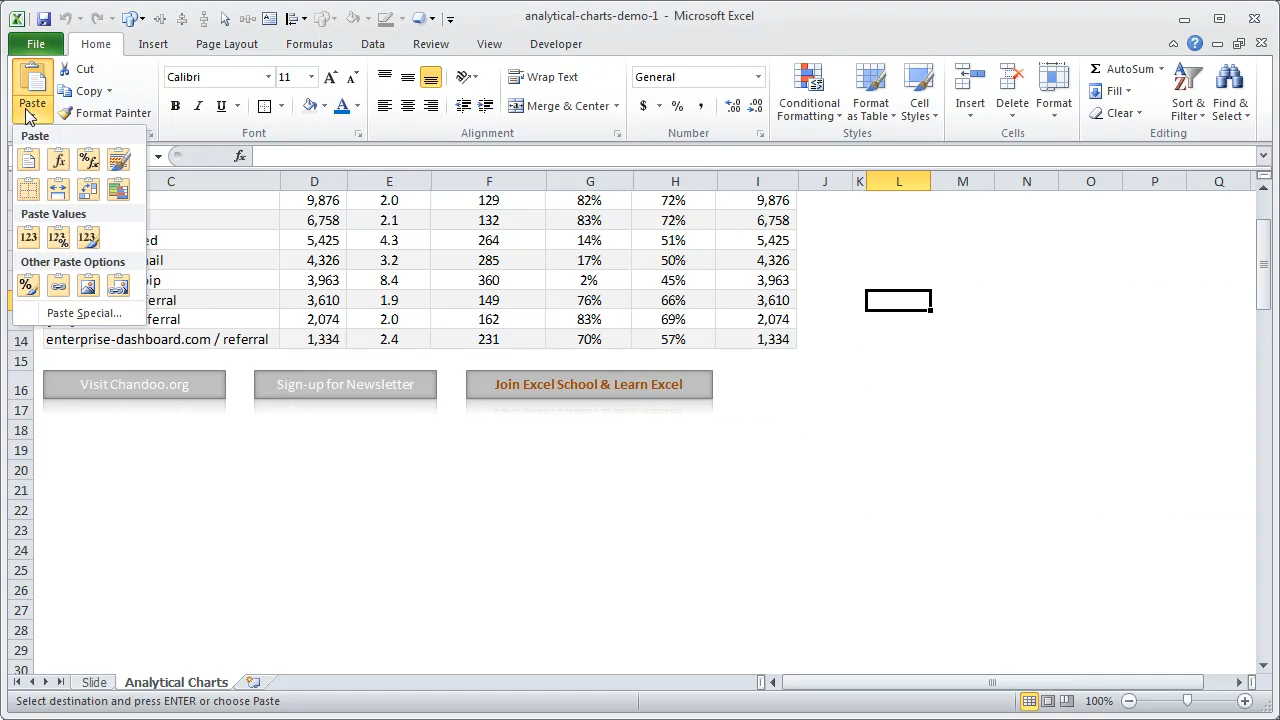 analytical-charts-demo-1 - Microsoft Excel
File Home Insert Page Layout Formulas Data Review View Developer
Paste
Cut
Copy
Format Painter
Calibri 11
B I U A
Font
Wrap Text
Merge & Center
Alignment
General
$ % ,
Number
Conditional Formatting
Format as Table
Cell Styles
Styles
Insert
Delete
Format
Cells
Σ AutoSum
Fill
Clear
Sort & Filter
Find & Select
Editing
fx
Paste
fx %fx
Paste Values
123 123% 123
Other Paste Options
%
Paste Special...
C D E F G H I J K L M N O P Q
9,876 2.0 129 82% 72% 9,876
6,758 2.1 132 83% 72% 6,758
ed 5,425 4.3 264 14% 51% 5,425
ail 4,326 3.2 285 17% 50% 4,326
3,963 8.4 360 2% 45% 3,963
erral 3,610 1.9 149 76% 66% 3,610
referral 2,074 2.0 162 83% 69% 2,074
14 enterprise-dashboard.com / referral 1,334 2.4 231 70% 57% 1,334
15
16 Visit Chandoo.org Sign-up for Newsletter Join Excel School & Learn Excel
17
18
19
20
21
22
23
24
25
26
27
28
29
30
Slide Analytical Charts
Select destination and press ENTER or choose Paste 100%